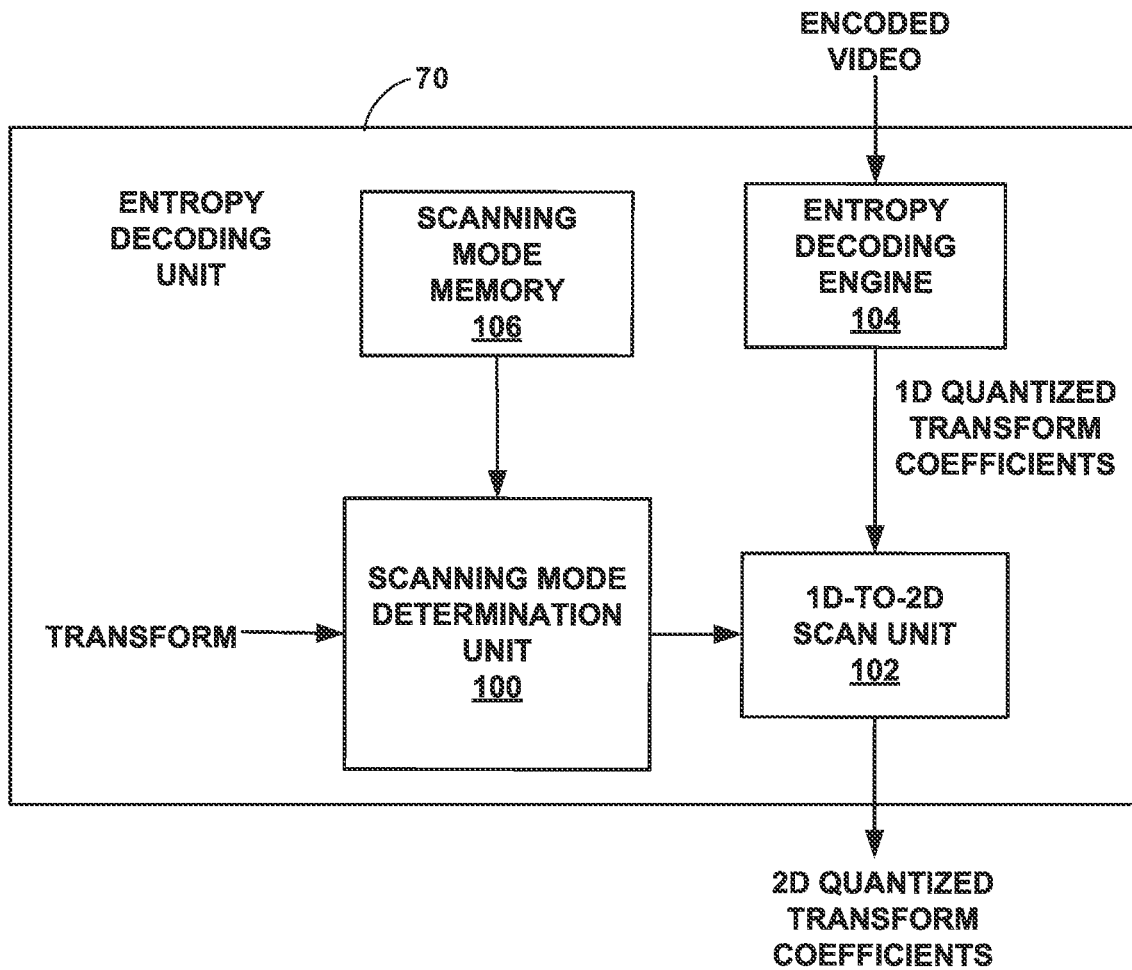 ENCODED
VIDEO
70
ENTROPY
DECODING
UNIT
SCANNING
MODE
MEMORY
106
ENTROPY
DECODING
ENGINE
104
1D QUANTIZED
TRANSFORM
COEFFICIENTS
TRANSFORM
SCANNING MODE
DETERMINATION
UNIT
100
1D-TO-2D
SCAN UNIT
102
2D QUANTIZED
TRANSFORM
COEFFICIENTS